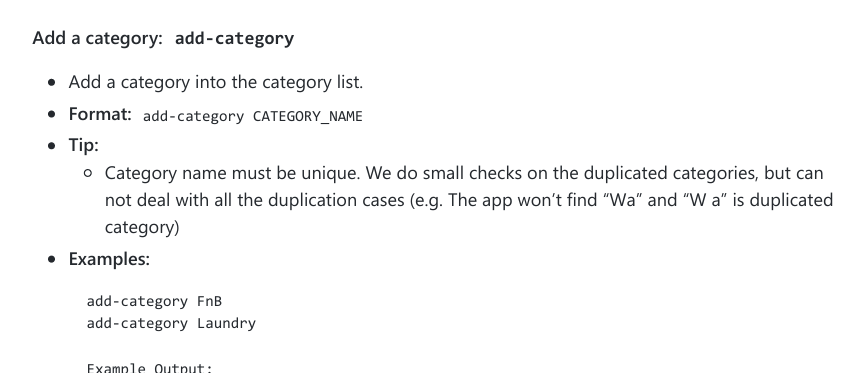 Add a category: add-category
Add a category into the category list.
Format: add-category CATEGORY_NAME
Tip:
Category name must be unique. We do small checks on the duplicated categories, but can
not deal with all the duplication cases (e.g. The app won’t find “Wa” and “W a” is duplicated
category)
Examples:
add-category FnB
add-category Laundry
Example Output: